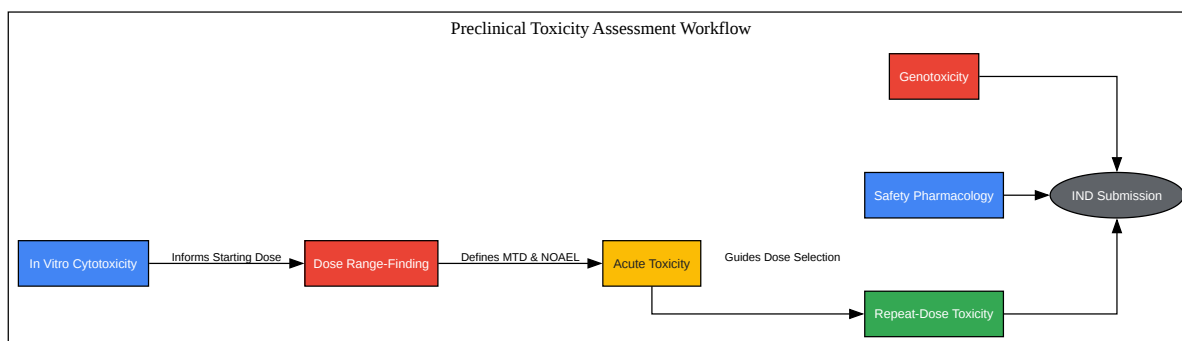 Preclinical Toxicity Assessment Workflow
Genotoxicity
Safety Pharmacology
IND Submission
In Vitro Cytotoxicity
Informs Starting Dose
Dose Range-Finding
Defines MTD & NOAEL
Acute Toxicity
Guides Dose Selection
Repeat-Dose Toxicity